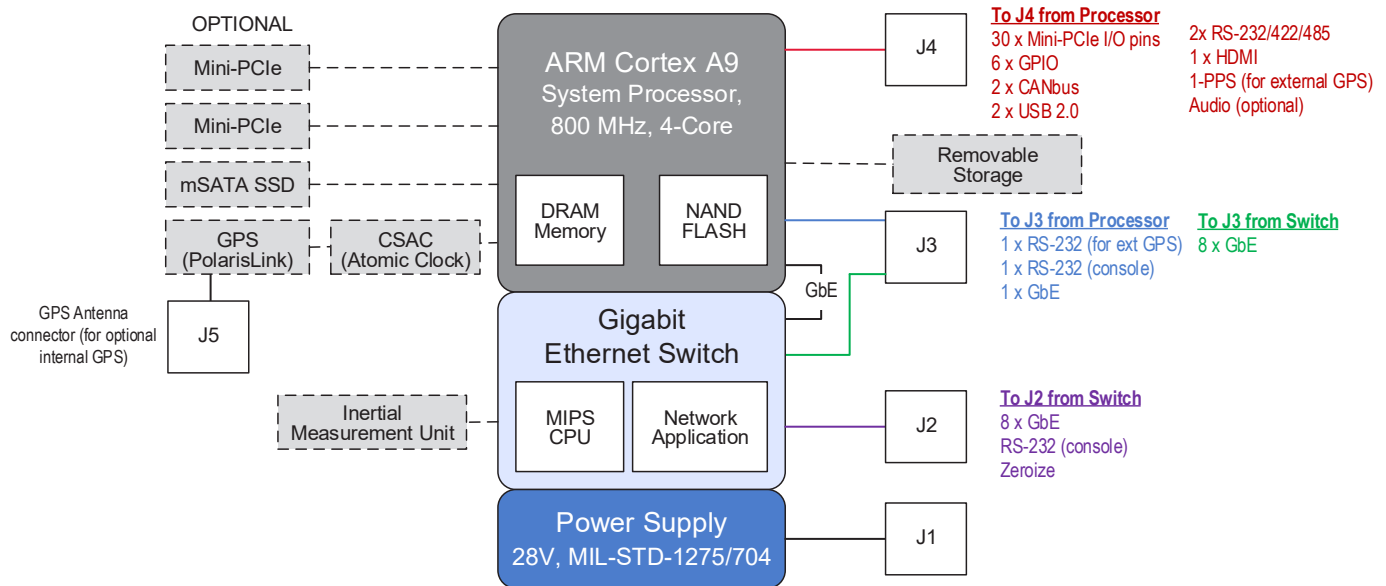 OPTIONAL
Mini-PCIe
Mini-PCIe
mSATA SSD
GPS
(PolarisLink)
CSAC
(Atomic Clock)
GPS Antenna
connector (for optional
internal GPS)
J5
Inertial
Measurement Unit
ARM Cortex A9
System Processor,
800 MHz, 4-Core
DRAM
Memory
NAND
FLASH
GbE
Gigabit
Ethernet Switch
MIPS
CPU
Network
Application
Power Supply
28V, MIL-STD-1275/704
J4
To J4 from Processor
30 x Mini-PCIe I/O pins
6 x GPIO
2 x CANbus
2 x USB 2.0
2x RS-232/422/485
1 x HDMI
1-PPS (for external GPS)
Audio (optional)
Removable
Storage
J3
To J3 from Processor
1 x RS-232 (for ext GPS)
1 x RS-232 (console)
1 x GbE
To J3 from Switch
8 x GbE
J2
To J2 from Switch
8 x GbE
RS-232 (console)
Zeroize
J1